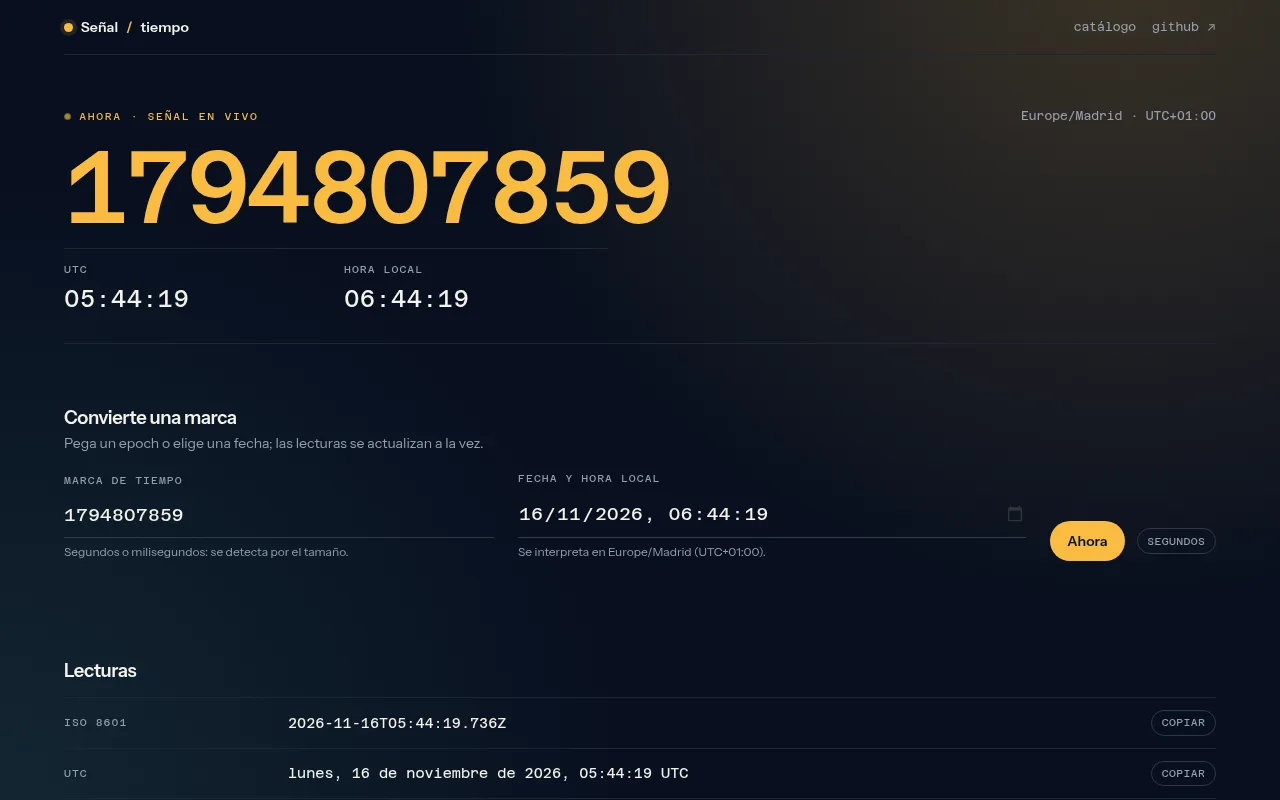 Señal / tiempo
catálogo github ↗
AHORA · SEÑAL EN VIVO
Europe/Madrid · UTC+01:00
1794807859
UTC
HORA LOCAL
05:44:19
06:44:19
Convierte una marca
Pega un epoch o elige una fecha; las lecturas se actualizan a la vez.
MARCA DE TIEMPO
FECHA Y HORA LOCAL
1794807859
16/11/2026, 06:44:19
Ahora
SEGUNDOS
Segundos o milisegundos: se detecta por el tamaño.
Se interpreta en Europe/Madrid (UTC+01:00).
Lecturas
ISO 8601
2026-11-16T05:44:19.736Z
COPIAR
UTC
lunes, 16 de noviembre de 2026, 05:44:19 UTC
COPIAR